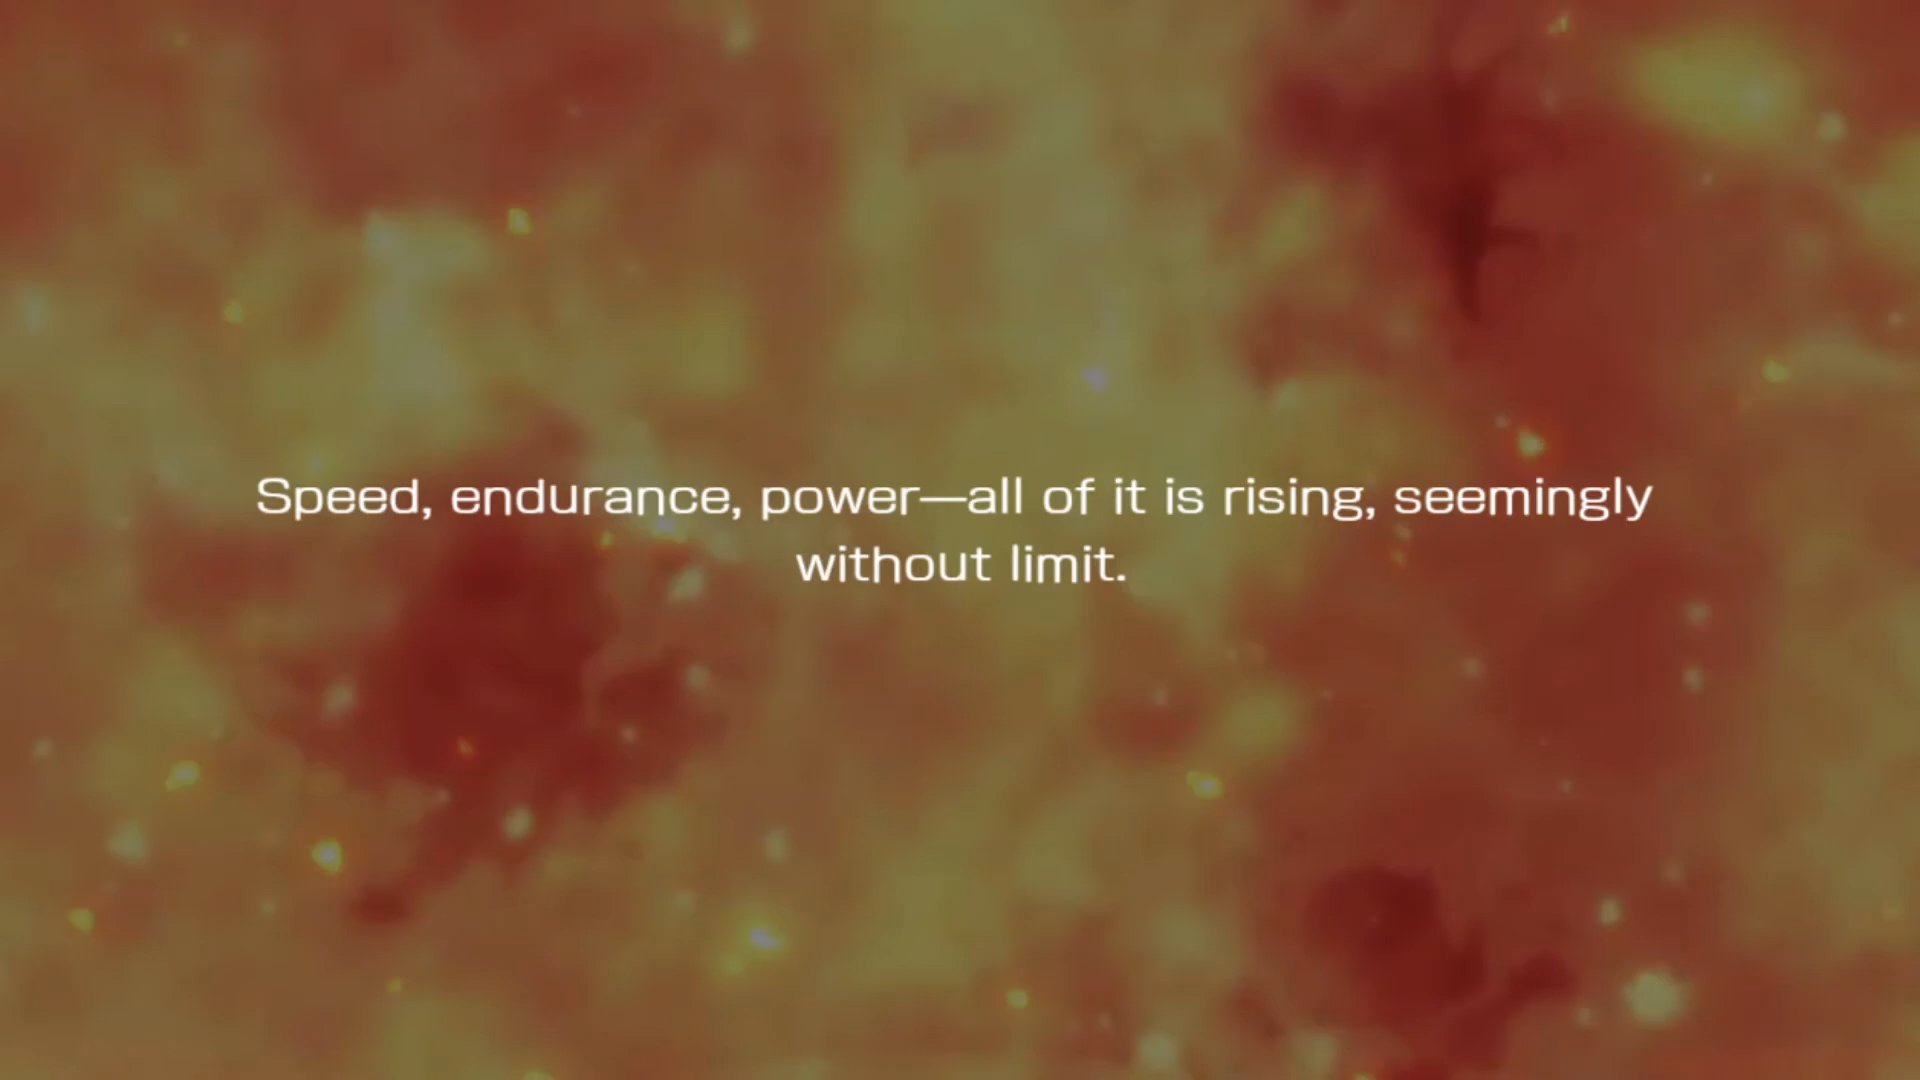 Speed, endurance, power—all of it is rising, seemingly
without limit.